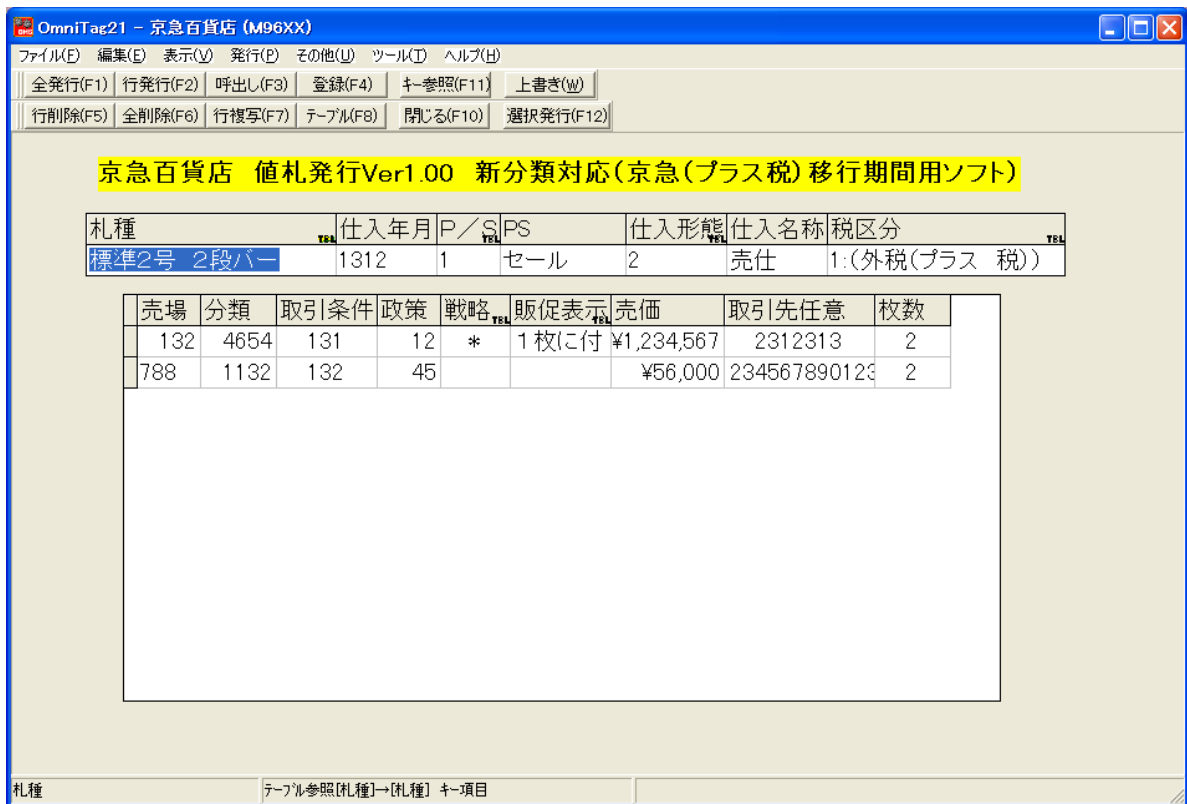 OmniTag21 - 京急百貨店 (M96XX)
ファイル(F) 編集(E) 表示(V) 発行(P) その他(U) ツール(T) ヘルプ(H)
全発行(F1) 行発行(F2) 呼出し(F3) 登録(F4) キー参照(F11) 上書き(W)
行削除(F5) 全削除(F6) 行複写(F7) テーブル(F8) 閉じる(F10) 選択発行(F12)
京急百貨店 値札発行Ver1.00 新分類対応(京急(プラス税)移行期間用ソフト)
札種 TBL 仕入年月 P/S TBL PS 仕入形態 TBL 仕入名称 税区分 TBL
標準2号 2段バー 1312 1 セール 2 売仕 1:(外税(プラス 税))
売場 分類 取引条件 政策 戦略 TBL 販促表示 TBL 売価 取引先任意 枚数
132 4654 131 12 * 1枚に付 ¥1,234,567 2312313 2
788 1132 132 45 ¥56,000 234567890123 2
札種 テーブル参照[札種]→[札種] キー項目